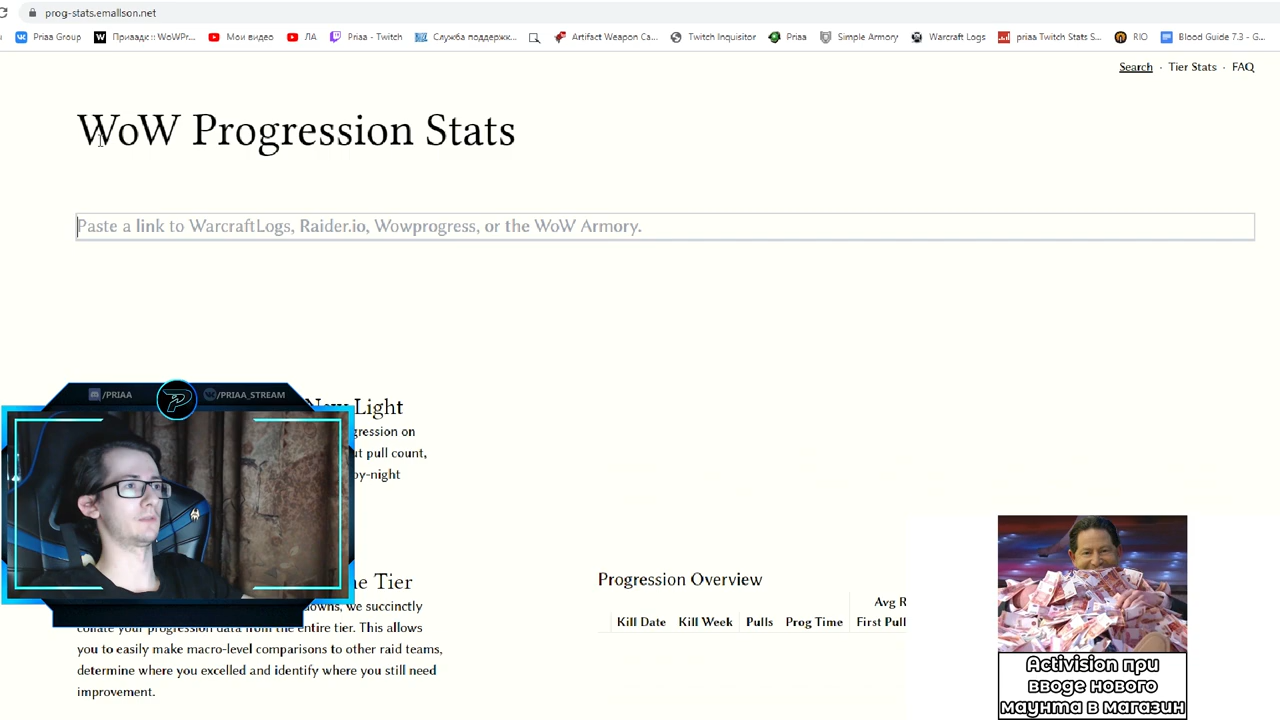 prog-stats.emallson.net
Priaa Group
Приваdк :: WoWPr...
Мои видео
ЛА
Priaa - Twitch
Служба поддержк...
Artifact Weapon Ca...
Twitch Inquisitor
Priaa
Simple Armory
Warcraft Logs
priaa Twitch Stats S...
RIO
Blood Guide 7.3 - G...
Search · Tier Stats · FAQ
WoW Progression Stats
Paste a link to WarcraftLogs, Raider.io, Wowprogress, or the WoW Armory.
/PRIAA
/PRIAA_STREAM
New Light
gression on
ut pull count,
by-night
he Tier
owns, we succinctly
collate your progression data from the entire tier. This allows
you to easily make macro-level comparisons to other raid teams,
determine where you excelled and identify where you still need
improvement.
Progression Overview
Avg R
Kill Date Kill Week Pulls Prog Time First Pull
Activision при
вводе нового
маунта в магазин